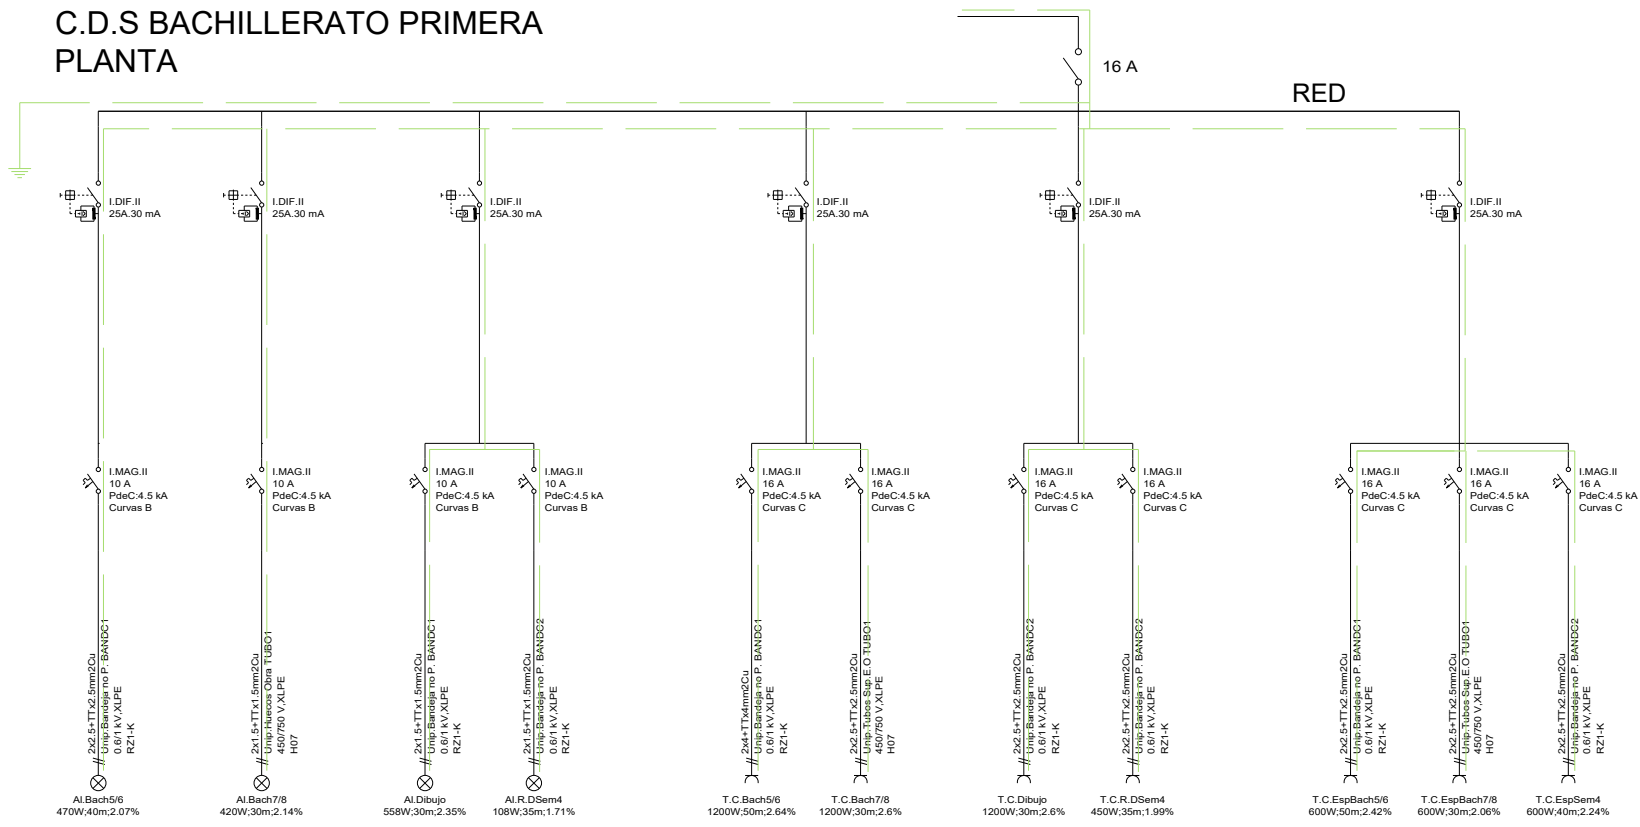 C.D.S BACHILLERATO PRIMERA
PLANTA
16 A
RED
I.DIF.II
25A.30 mA
I.DIF.II
25A.30 mA
I.DIF.II
25A.30 mA
I.DIF.II
25A.30 mA
I.DIF.II
25A.30 mA
I.DIF.II
25A.30 mA
I.MAG.II
10 A
PdeC:4.5 kA
Curvas B
I.MAG.II
10 A
PdeC:4.5 kA
Curvas B
I.MAG.II
10 A
PdeC:4.5 kA
Curvas B
I.MAG.II
10 A
PdeC:4.5 kA
Curvas B
I.MAG.II
16 A
PdeC:4.5 kA
Curvas C
I.MAG.II
16 A
PdeC:4.5 kA
Curvas C
I.MAG.II
16 A
PdeC:4.5 kA
Curvas C
I.MAG.II
16 A
PdeC:4.5 kA
Curvas C
I.MAG.II
16 A
PdeC:4.5 kA
Curvas C
I.MAG.II
16 A
PdeC:4.5 kA
Curvas C
I.MAG.II
16 A
PdeC:4.5 kA
Curvas C
2x2.5+TTx2.5mm2Cu
Unip.Bandeja no P. BANDC1
0.6/1 kV,XLPE
RZ1-K
2x1.5+TTx1.5mm2Cu
Unip.Huecos Obra TUBO1
450/750 V,XLPE
H07
2x1.5+TTx1.5mm2Cu
Unip.Bandeja no P. BANDC1
0.6/1 kV,XLPE
RZ1-K
2x1.5+TTx1.5mm2Cu
Unip.Bandeja no P. BANDC2
0.6/1 kV,XLPE
RZ1-K
2x4+TTx4mm2Cu
Unip.Bandeja no P. BANDC1
0.6/1 kV,XLPE
RZ1-K
2x2.5+TTx2.5mm2Cu
Unip.Tubos Sup.E.O TUBO1
450/750 V,XLPE
H07
2x2.5+TTx2.5mm2Cu
Unip.Bandeja no P. BANDC2
0.6/1 kV,XLPE
RZ1-K
2x2.5+TTx2.5mm2Cu
Unip.Bandeja no P. BANDC2
0.6/1 kV,XLPE
RZ1-K
2x2.5+TTx2.5mm2Cu
Unip.Bandeja no P. BANDC1
0.6/1 kV,XLPE
RZ1-K
2x2.5+TTx2.5mm2Cu
Unip.Tubos Sup.E.O TUBO1
450/750 V,XLPE
H07
2x2.5+TTx2.5mm2Cu
Unip.Bandeja no P. BANDC2
0.6/1 kV,XLPE
RZ1-K
Al.Bach5/6
470W;40m;2.07%
Al.Bach7/8
420W;30m;2.14%
Al.Dibujo
558W;30m;2.35%
Al.R.DSem4
108W;35m;1.71%
T.C.Bach5/6
1200W;50m;2.64%
T.C.Bach7/8
1200W;30m;2.6%
T.C.Dibujo
1200W;30m;2.6%
T.C.R.DSem4
450W;35m;1.99%
T.C.EspBach5/6
600W;50m;2.42%
T.C.EspBach7/8
600W;30m;2.06%
T.C.EspSem4
600W;40m;2.24%